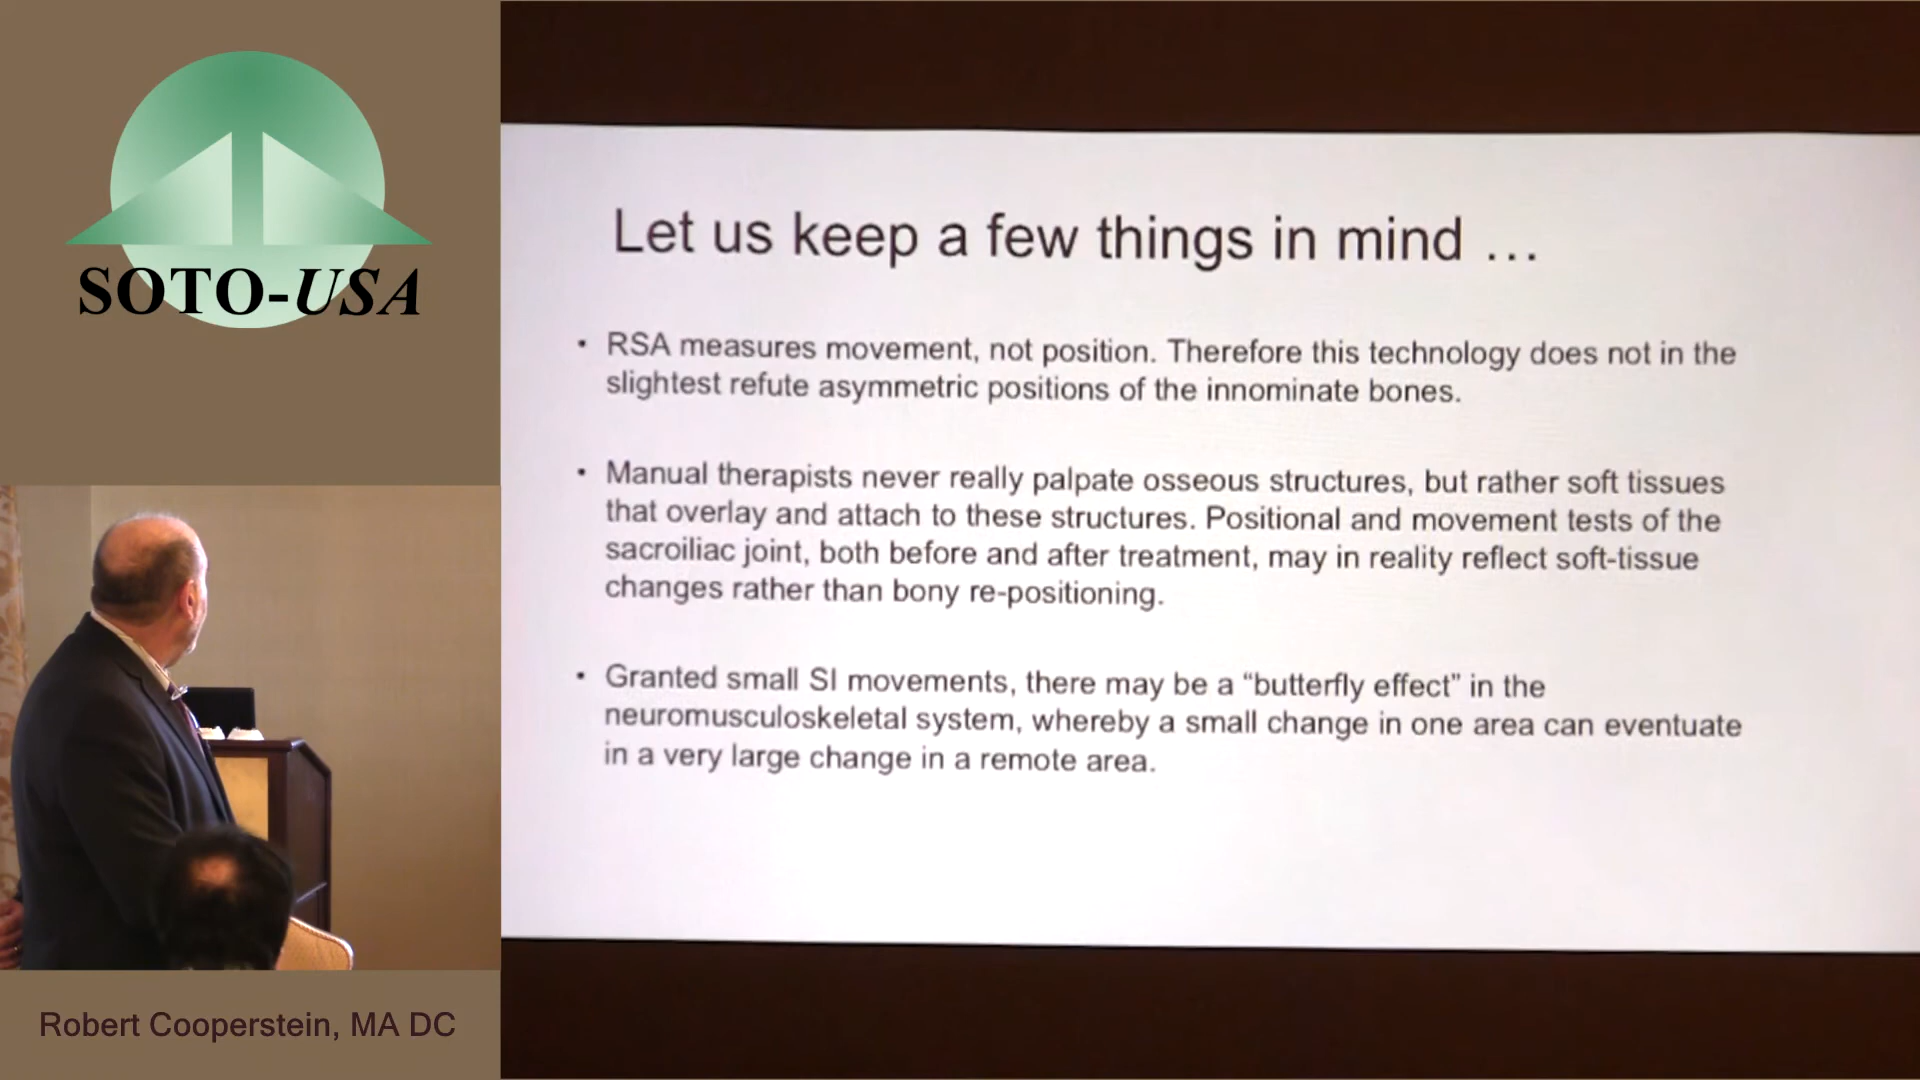 SOTO-USA
Let us keep a few things in mind ...
• RSA measures movement, not position. Therefore this technology does not in the
slightest refute asymmetric positions of the innominate bones.
• Manual therapists never really palpate osseous structures, but rather soft tissues
that overlay and attach to these structures. Positional and movement tests of the
sacroiliac joint, both before and after treatment, may in reality reflect soft-tissue
changes rather than bony re-positioning.
• Granted small SI movements, there may be a “butterfly effect” in the
neuromusculoskeletal system, whereby a small change in one area can eventuate
in a very large change in a remote area.
Robert Cooperstein, MA DC